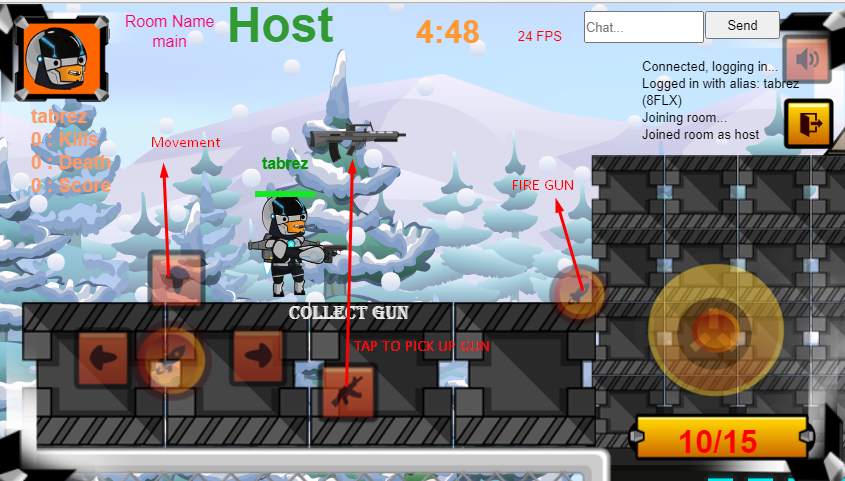 Room Name
main
Host
4:48
24 FPS
Chat...
Send
Connected, logging in...
Logged in with alias: tabrez
(8FLX)
Joining room...
Joined room as host
tabrez
0 : Kills
0 : Death
0 : Score
Movement
tabrez
FIRE GUN
COLLECT GUN
TAP TO PICK UP GUN
10/15